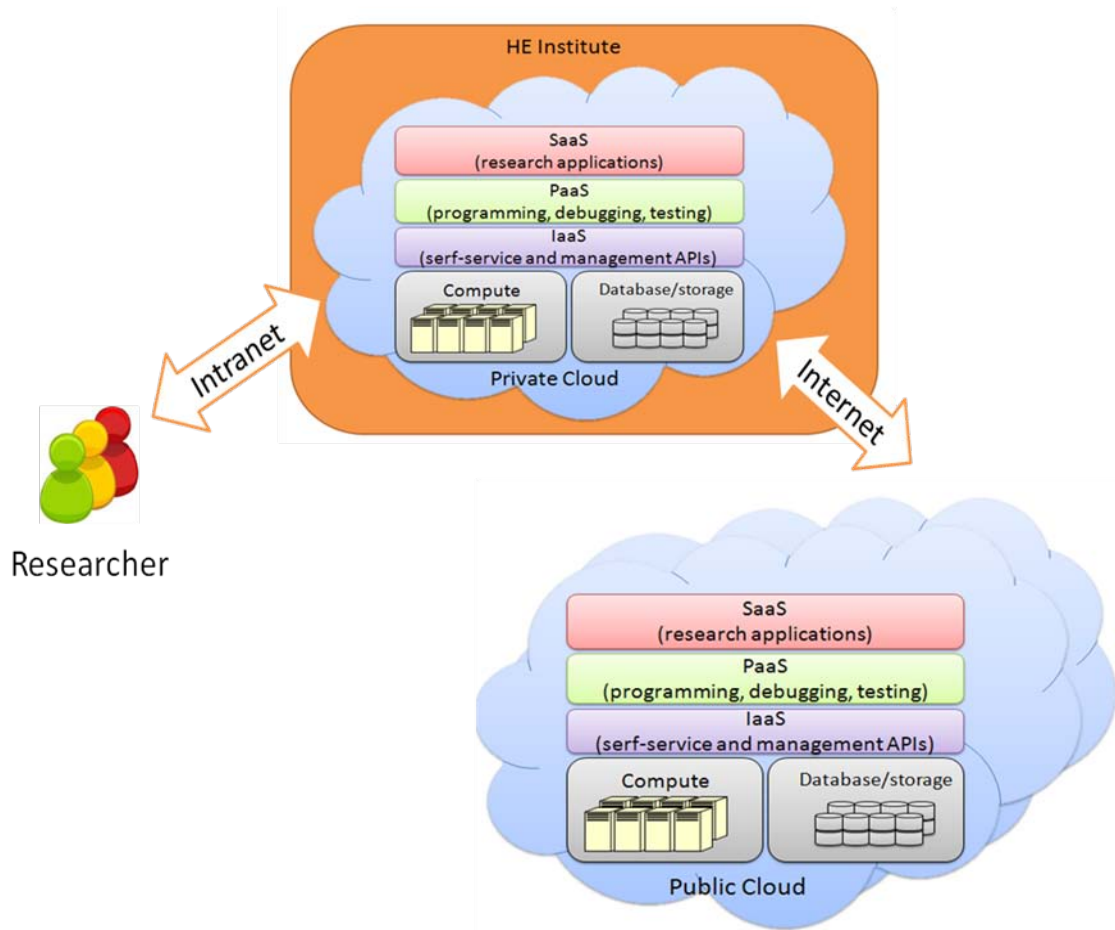 HE Institute
SaaS
(research applications)
PaaS
(programming, debugging, testing)
IaaS
(serf-service and management APIs)
Compute
Database/storage
Private Cloud
Intranet
Internet
Researcher
SaaS
(research applications)
PaaS
(programming, debugging, testing)
IaaS
(serf-service and management APIs)
Compute
Database/storage
Public Cloud